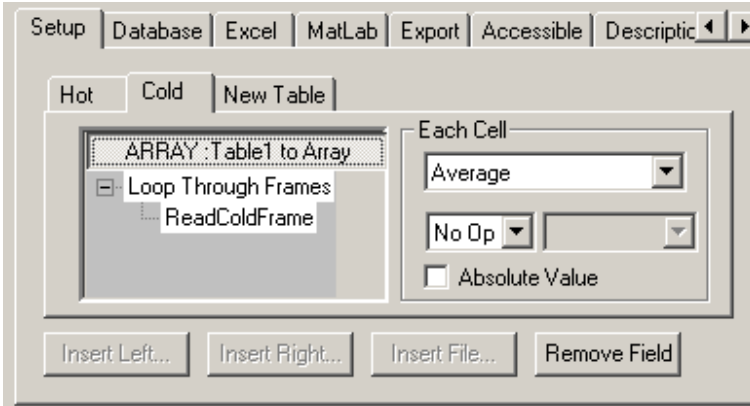 Setup Database Excel MatLab Export Accessible Descriptic
Hot Cold New Table
ARRAY :Table1 to Array
Loop Through Frames
ReadColdFrame
Each Cell
Average
No Op
Absolute Value
Insert Left... Insert Right... Insert File... Remove Field